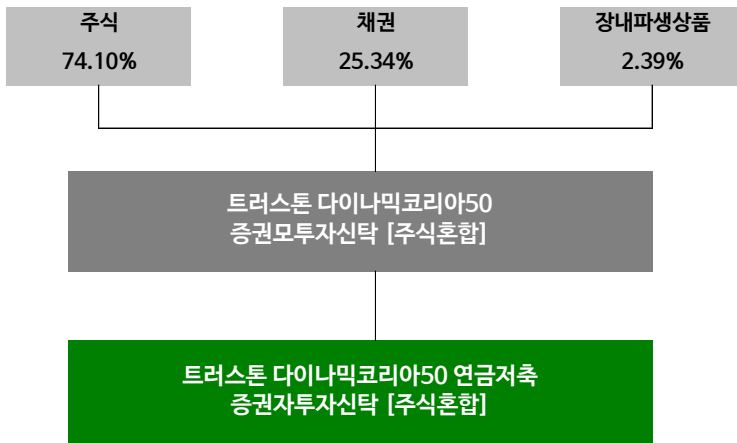 주식
74.10%
채권
25.34%
장내파생상품
2.39%
트러스톤 다이나믹코리아50
증권모투자신탁 [주식혼합]
트러스톤 다이나믹코리아50 연금저축
증권자투자신탁 [주식혼합]